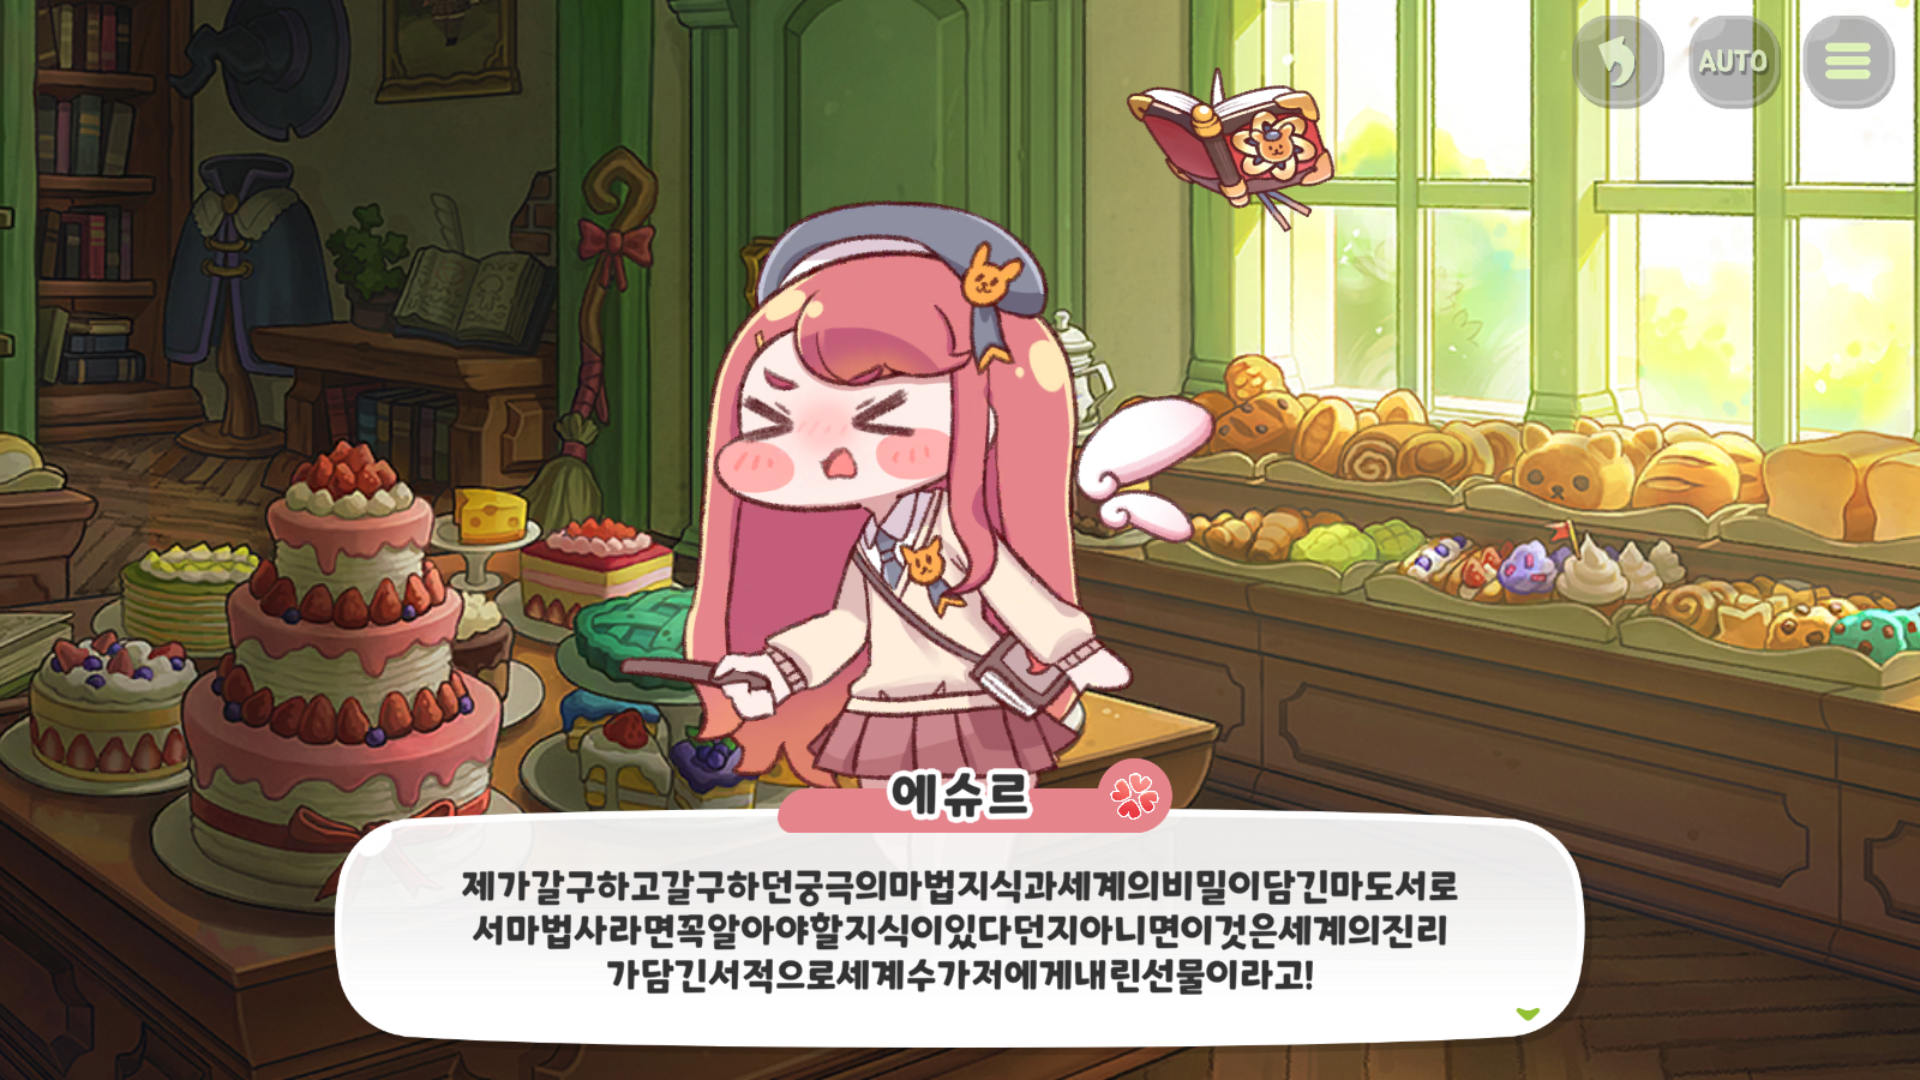 AUTO
에슈르
제가갈구하고갈구하던궁극의마법지식과세계의비밀이담긴마도서로
서마법사라면꼭알아야할지식이있다던지아니면이것은세계의진리
가담긴서적으로세계수가저에게내린선물이라고!